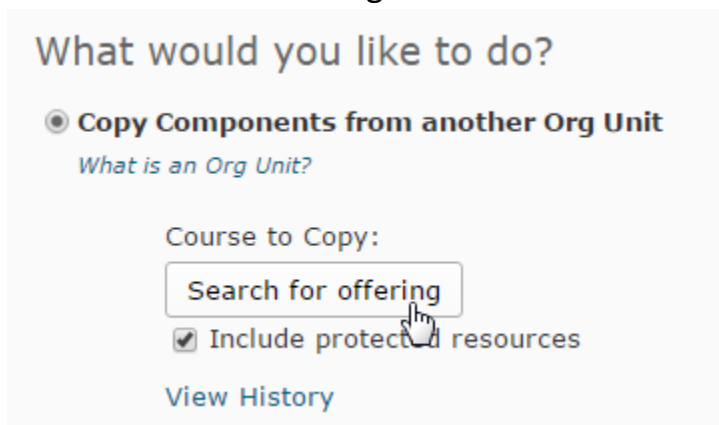 What would you like to do?
Copy Components from another Org Unit
What is an Org Unit?
Course to Copy:
Search for offering
Include protected resources
View History